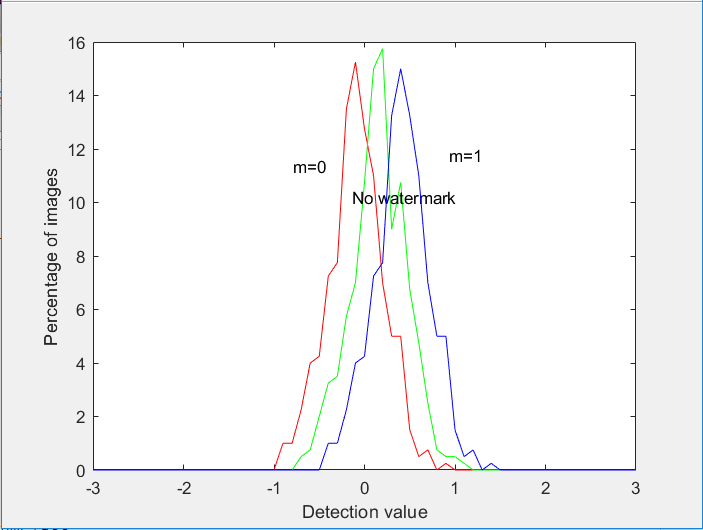 16
14
12
10
8
6
4
2
0
m=0
m=1
No watermark
Percentage of images
-3 -2 -1 0 1 2 3
Detection value